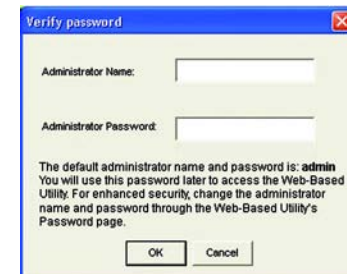 Verify password
Administrator Name:
Administrator Password:
The default administrator name and password is: admin
You will use this password later to access the Web-Based
Utility. For enhanced security, change the administrator
name and password through the Web-Based Utility's
Password page.
OK
Cancel